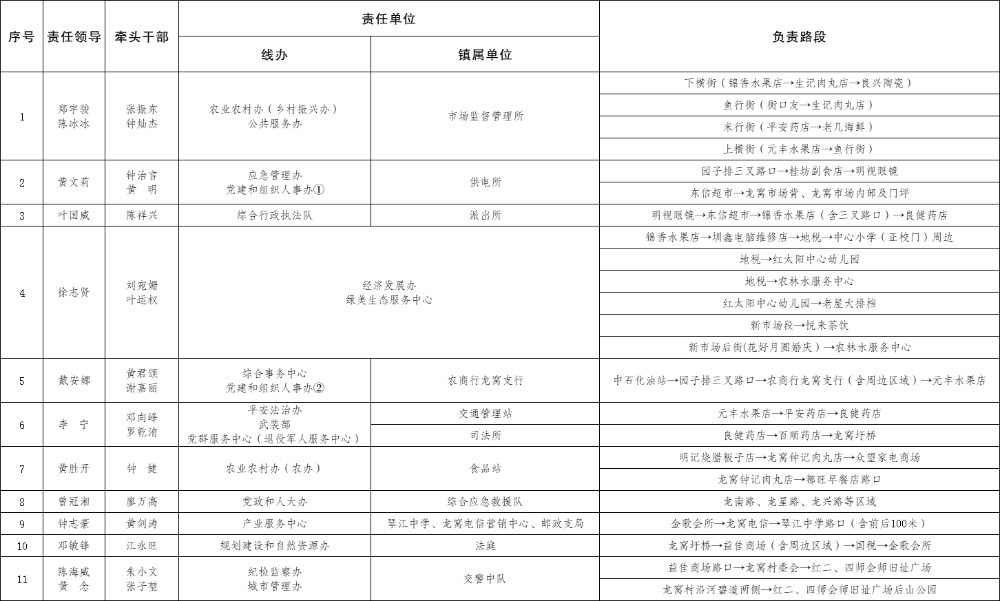 序号 责任领导 牵头干部 责任单位 负责路段
线办 镇属单位
1 郑宇骏 张振东 农业农村办（乡村振兴办） 市场监督管理所 下横街（锦香水果店→生记肉丸店→良兴陶瓷）
陈冰冰 钟灿杰 公共服务办 鱼行街（街口友→生记肉丸店）
米行街（平安药店→老儿海鲜）
上横街（元丰水果店→鱼行街）
2 黄文莉 钟治言 应急管理办 供电所 园子排三叉路口→桂坊副食店→明视眼镜
黄　明 党建和组织人事办① 东信超市→龙窝市场背、龙窝市场内部及门坪
3 叶国威 陈祥兴 综合行政执法队 派出所 明视眼镜→东信超市→锦香水果店（含三叉路口）→良健药店
4 徐志贤 刘宛姗 经济发展办 锦香水果店→圳鑫电脑维修店→地税→中心小学（正校门）周边
叶运权 绿美生态服务中心 地税→红太阳中心幼儿园
地税→农林水服务中心
红太阳中心幼儿园→老屋大排档
新市场段→悦来茶饮
新市场后街(花好月圆婚庆）→农林水服务中心
5 戴安娜 黄君颂 综合事务中心 农商行龙窝支行 中石化油站→园子排三叉路口→农商行龙窝支行（含周边区域）→元丰水果店
谢嘉丽 党建和组织人事办②
6 李　宁 邓向峰 平安法治办 交通管理站 元丰水果店→平安药店→良健药店
罗乾洧 武装部 司法所 良健药店→百顺药店→龙窝圩桥
党群服务中心（退役军人服务中心）
7 黄胜开 钟　健 农业农村办（农办） 食品站 明记烧腊粄子店→龙窝钟记肉丸店→众望家电商场
龙窝钟记肉丸店→都旺早餐店路口
8 曾冠湘 廖万高 党政和人大办 综合应急救援队 龙南路、龙星路、龙兴路等区域
9 钟志豪 黄剑涛 产业服务中心 琴江中学、龙窝电信营销中心、邮政支局 金歌会所→龙窝电信→琴江中学路口（含前后100米）
10 邓敏锋 江永旺 规划建设和自然资源办 法庭 龙窝圩桥→益佳商场（含周边区域）→国税→金歌会所
11 陈海威 朱小文 纪检监察办 交警中队 益佳商场路口→龙窝村委会→红二、四师会师旧址广场
黄　念 张子堃 城市管理办 龙窝村沿河碧道两侧→红二、四师会师旧址广场后山公园